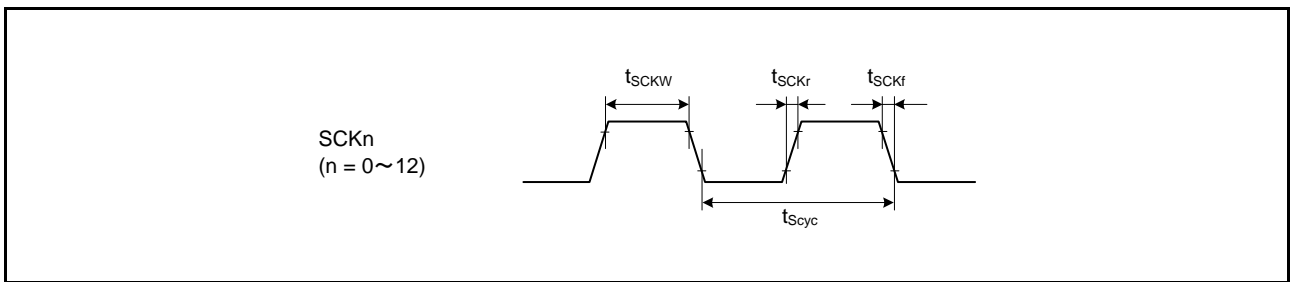 tSCKW
tSCKr
tSCKf
SCKn
(n = 0～12)
tScyc